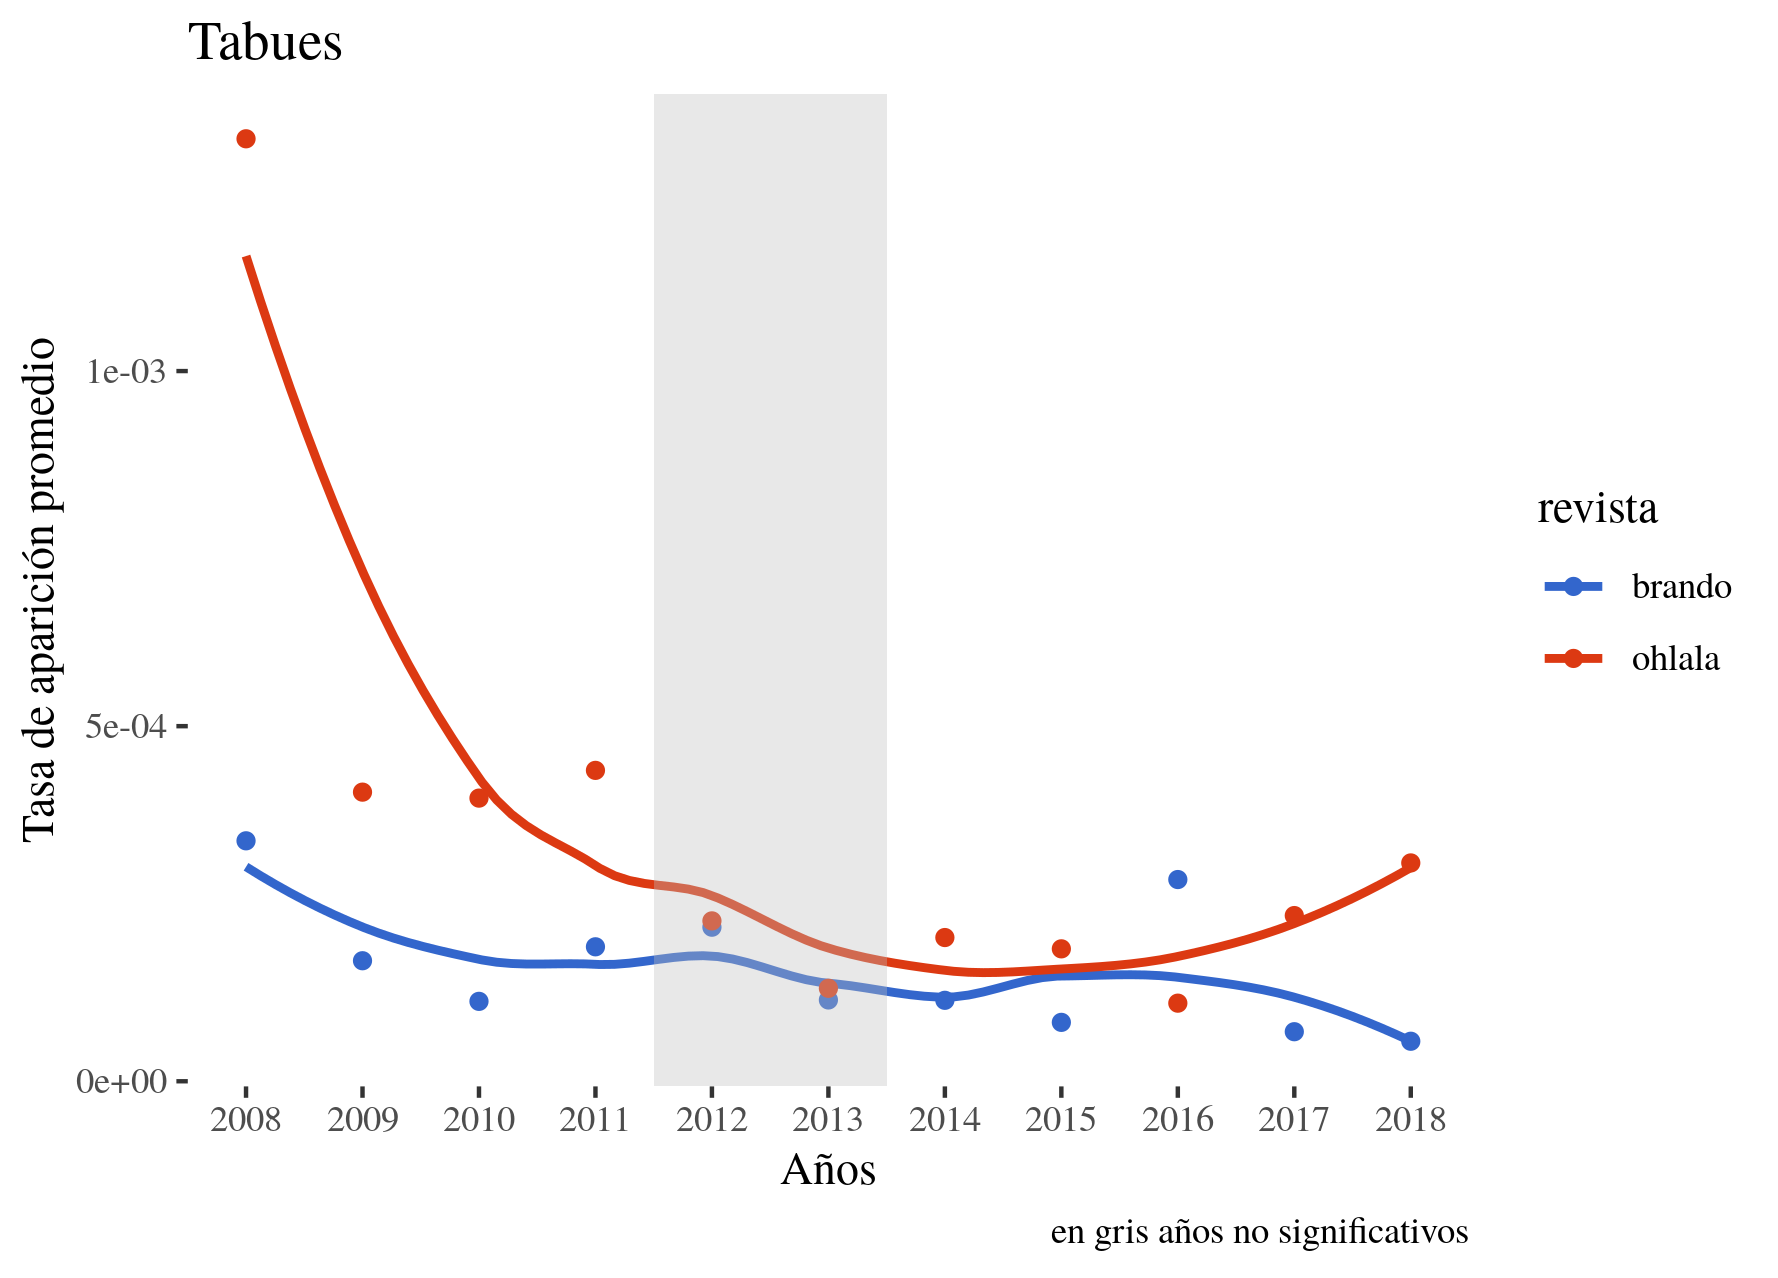 Tabues
Tasa de aparición promedio
1e-03
5e-04
0e+00
2008 2009 2010 2011 2012 2013 2014 2015 2016 2017 2018
Años
revista
brando
ohlala
en gris años no significativos